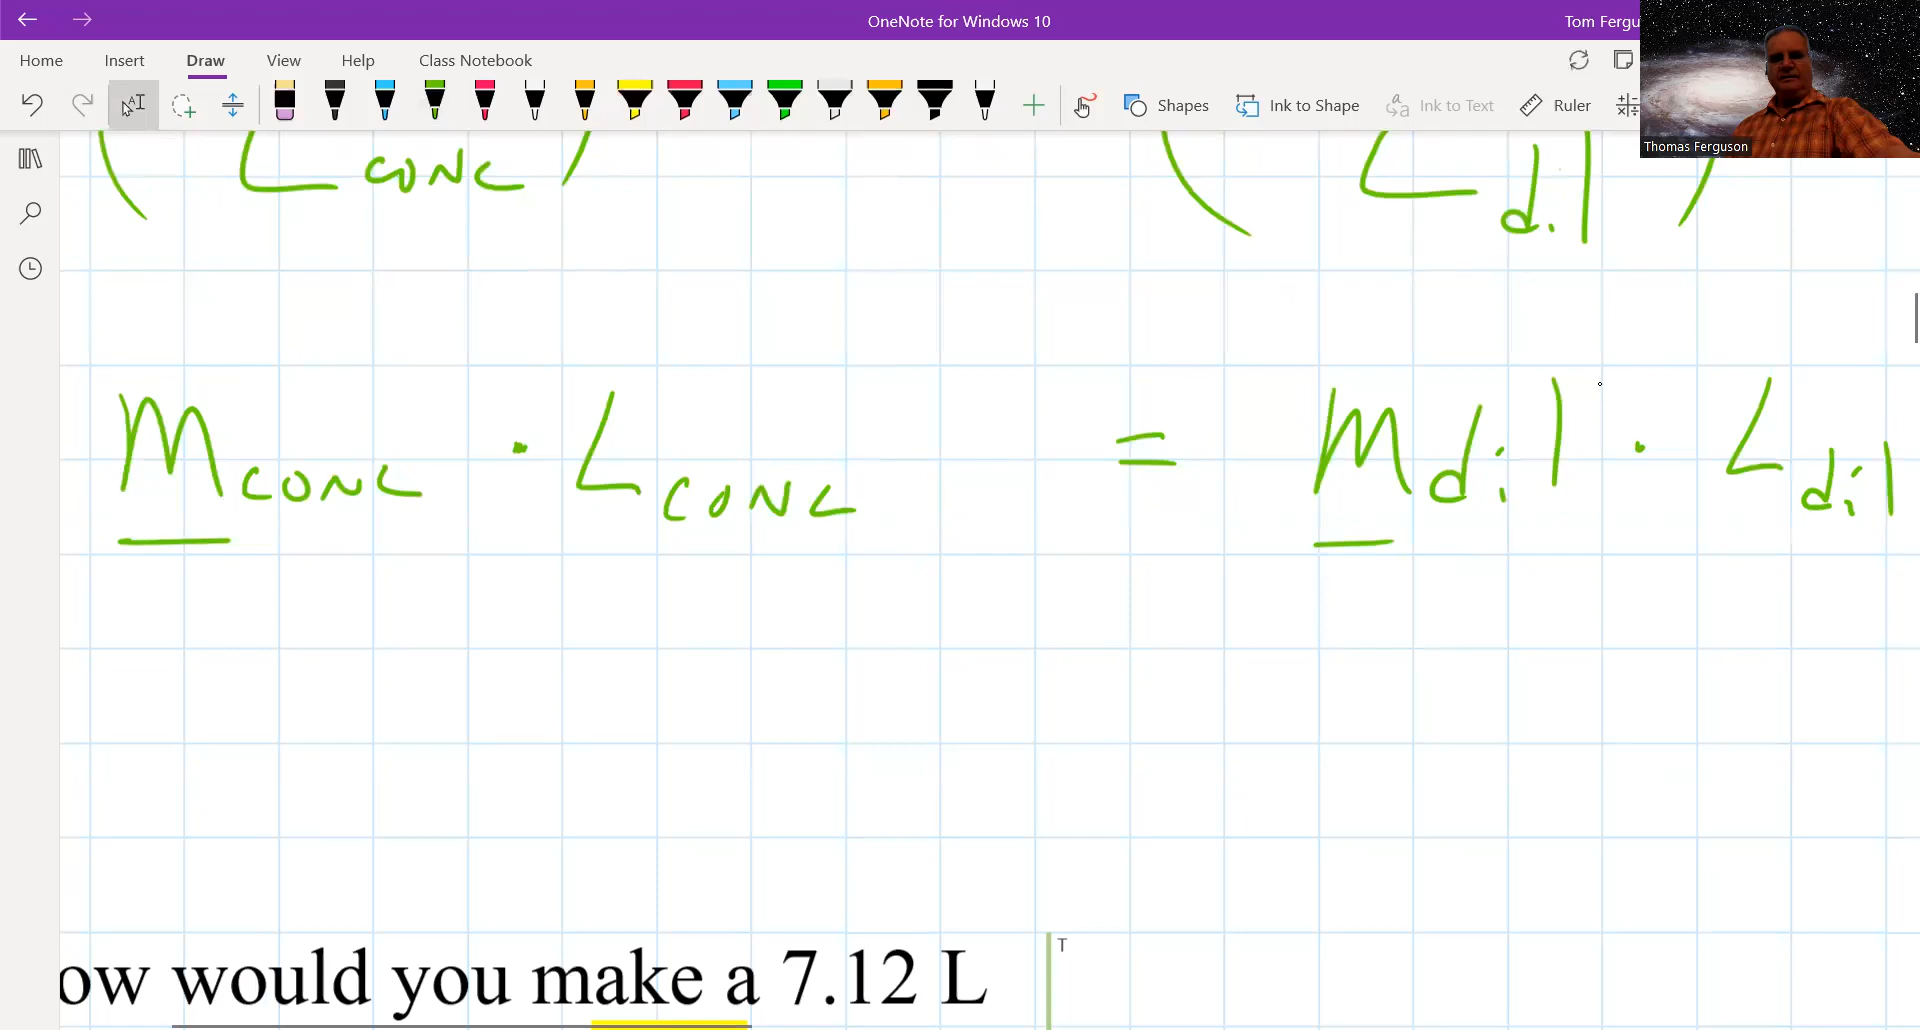 OneNote for Windows 10
Tom Fergu
Home Insert Draw View Help Class Notebook
Shapes Ink to Shape Ink to Text Ruler
Thomas Ferguson
( L conc ) ( L dil )
M conc · L conc = M dil · L dil
ow would you make a 7.12 L
T